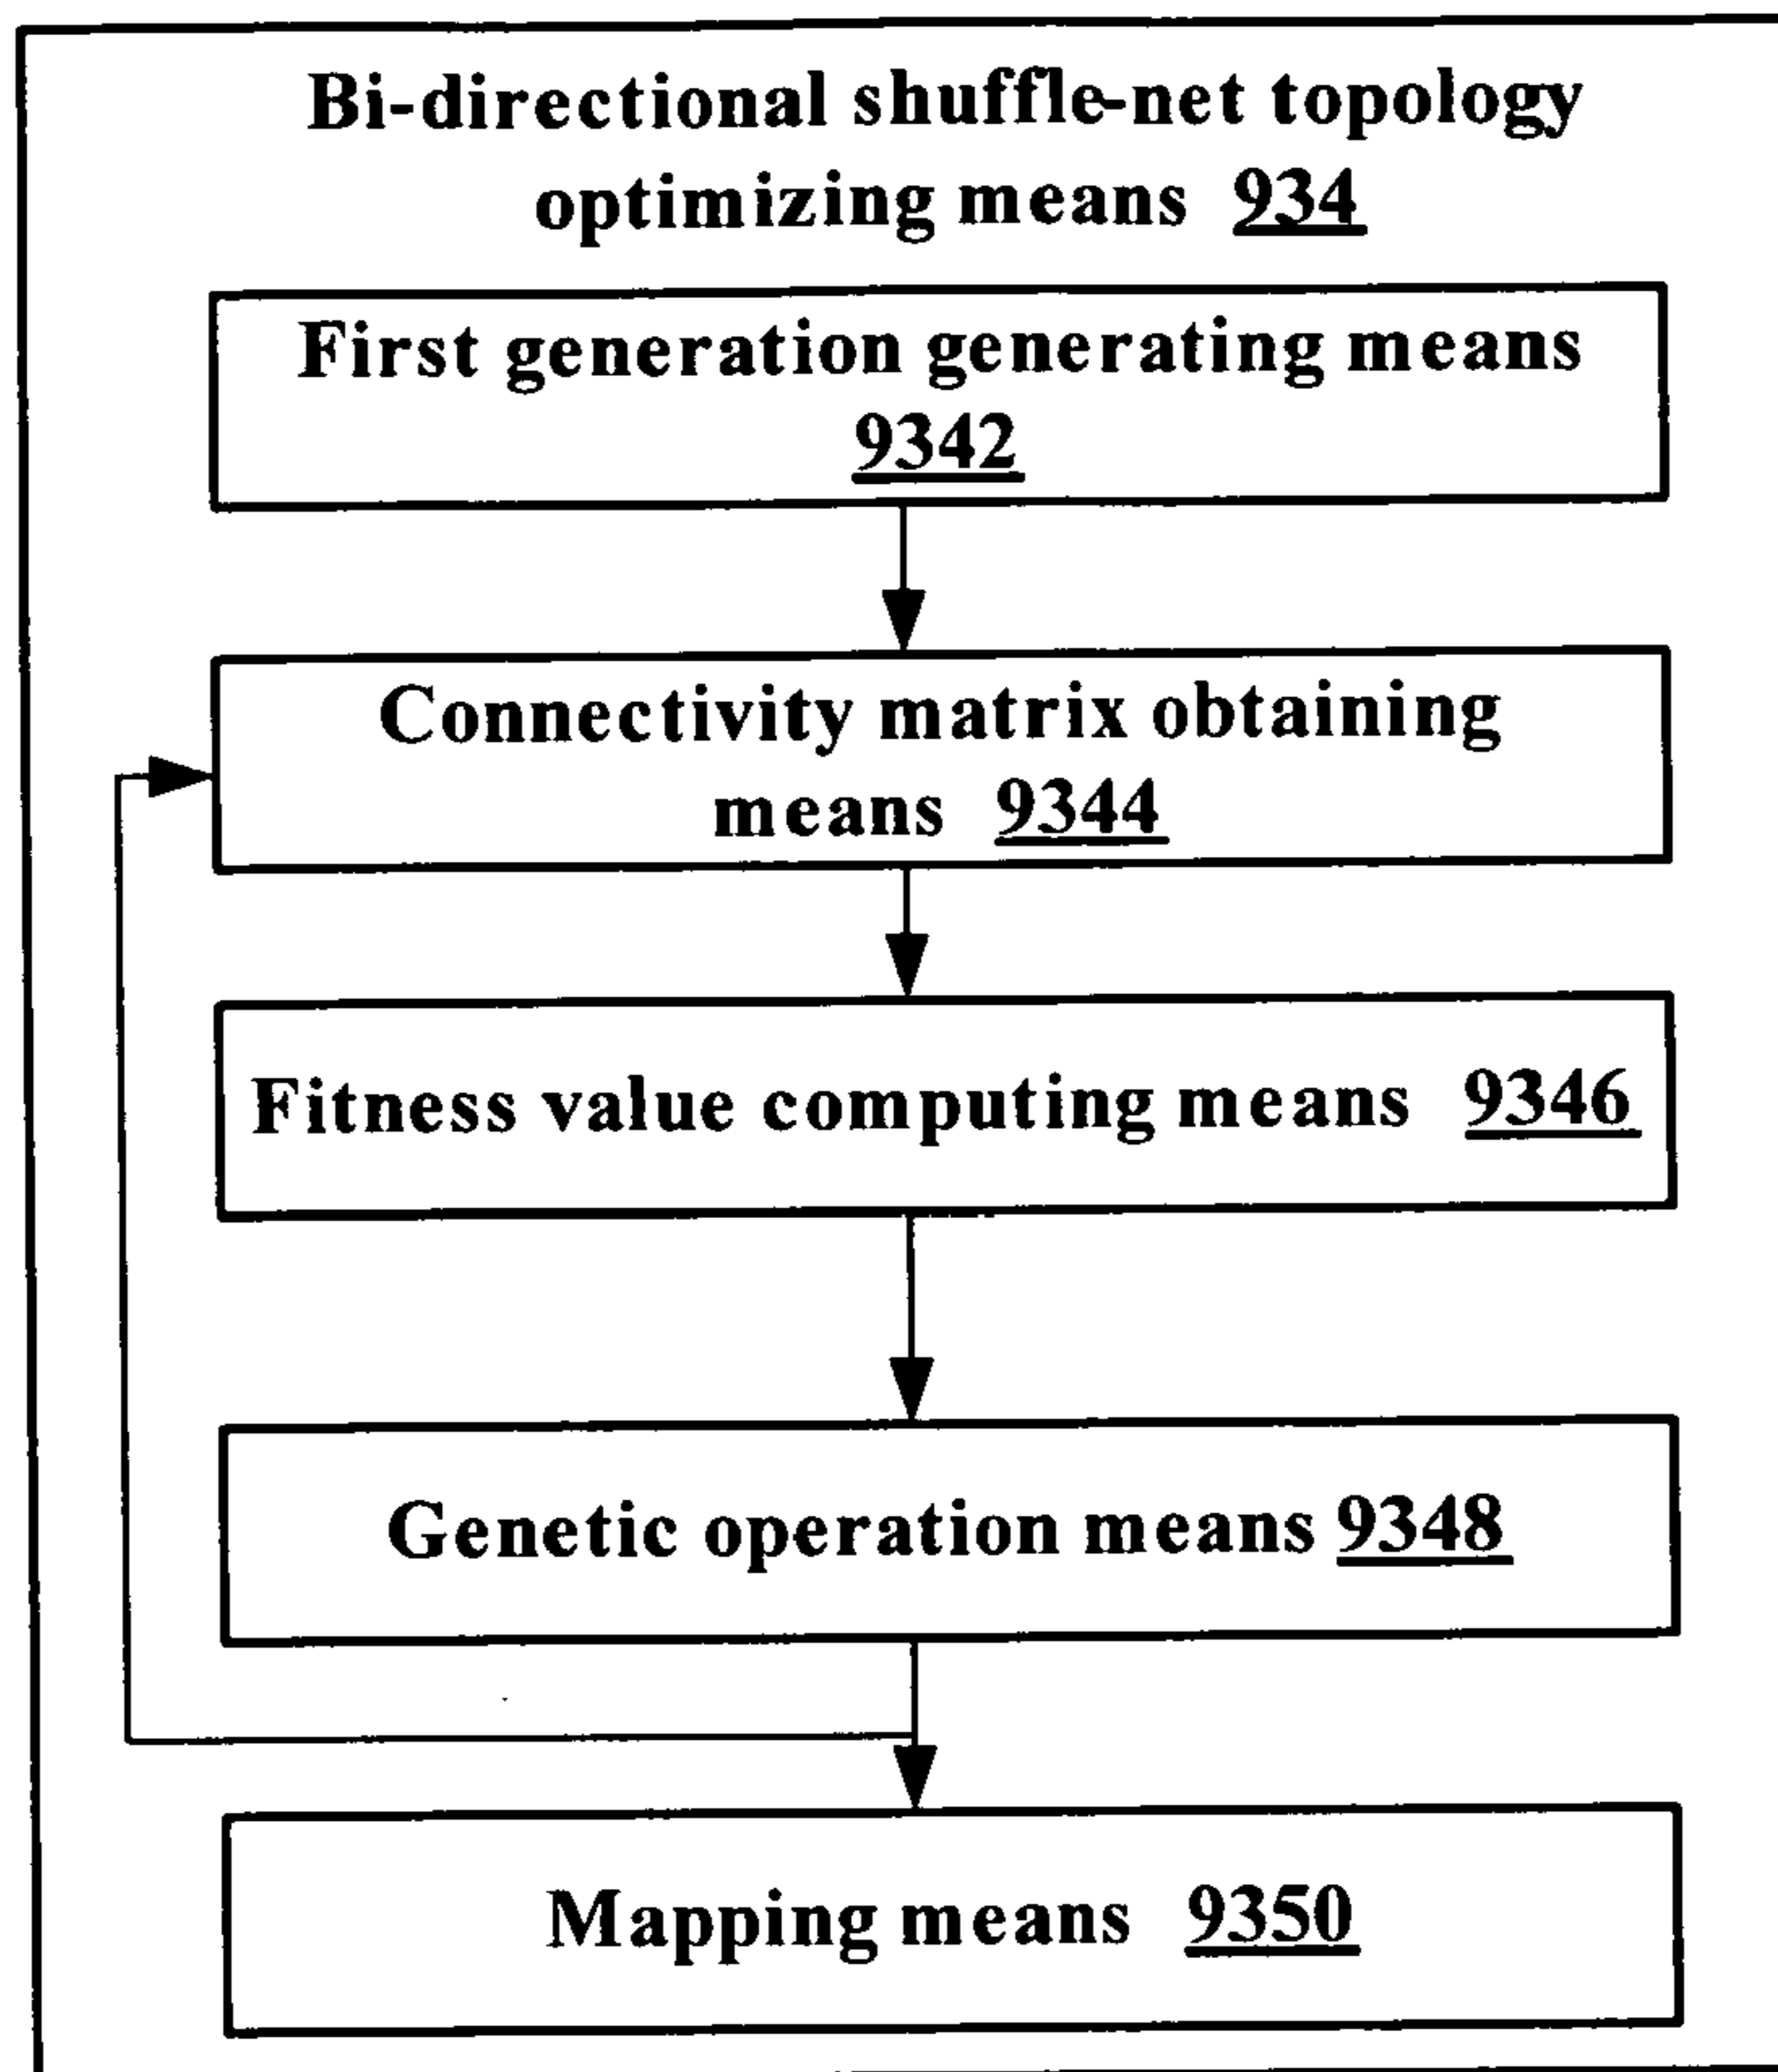 Bi-directional shuffle-net topology
optimizing means 934
First generation generating means
9342
Connectivity matrix obtaining
means 9344
Fitness value computing means 9346
Genetic operation means 9348
Mapping means 9350